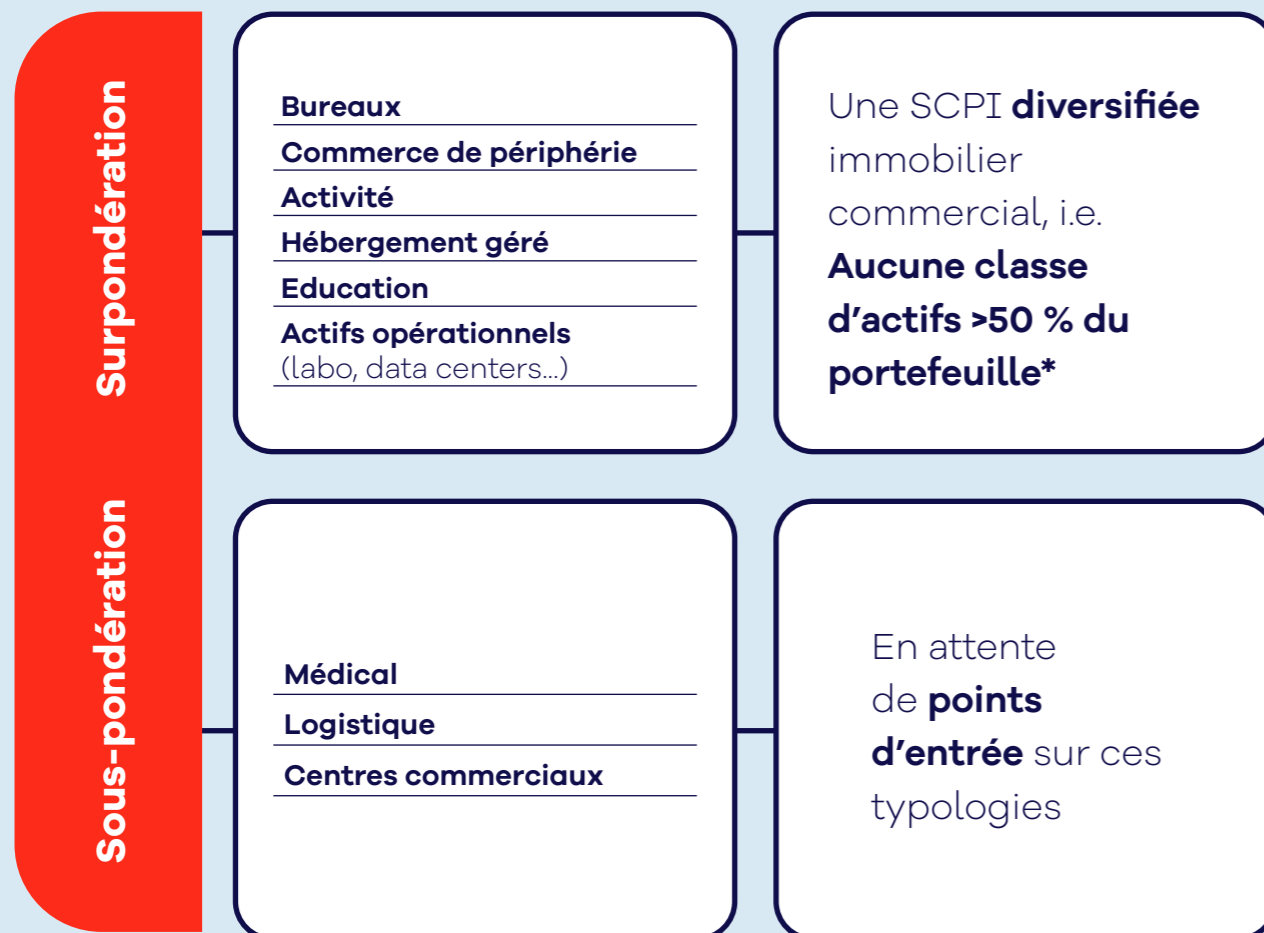 Surpondération
Bureaux
Commerce de périphérie
Activité
Hébergement géré
Education
Actifs opérationnels
(labo, data centers...)
Une SCPI diversifiée
immobilier
commercial, i.e.
Aucune classe
d’actifs >50 % du
portefeuille*
Sous-pondération
Médical
Logistique
Centres commerciaux
En attente
de points
d’entrée sur ces
typologies